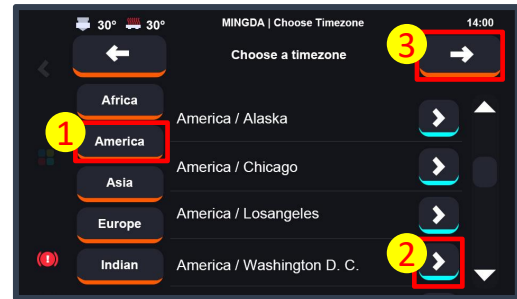 30° 30° MINGDA | Choose Timezone 14:00
Choose a timezone
3
Africa
America / Alaska
1
America
America / Chicago
Asia
America / Losangeles
Europe
2
Indian
America / Washington D. C.